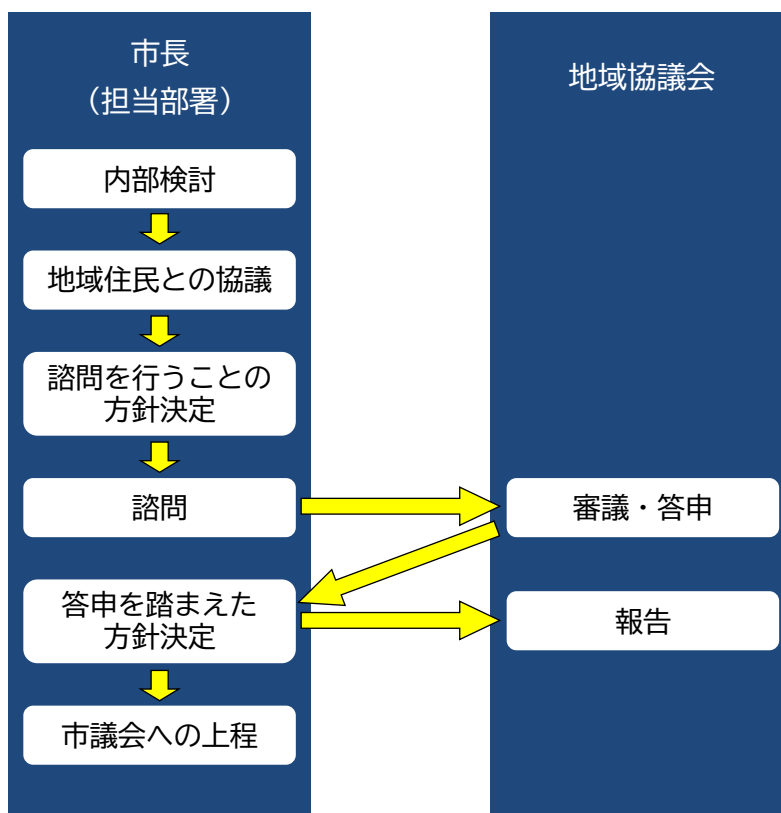 市長
（担当部署）
地域協議会
内部検討
地域住民との協議
諮問を行うことの
方針決定
諮問
審議・答申
答申を踏まえた
方針決定
報告
市議会への上程